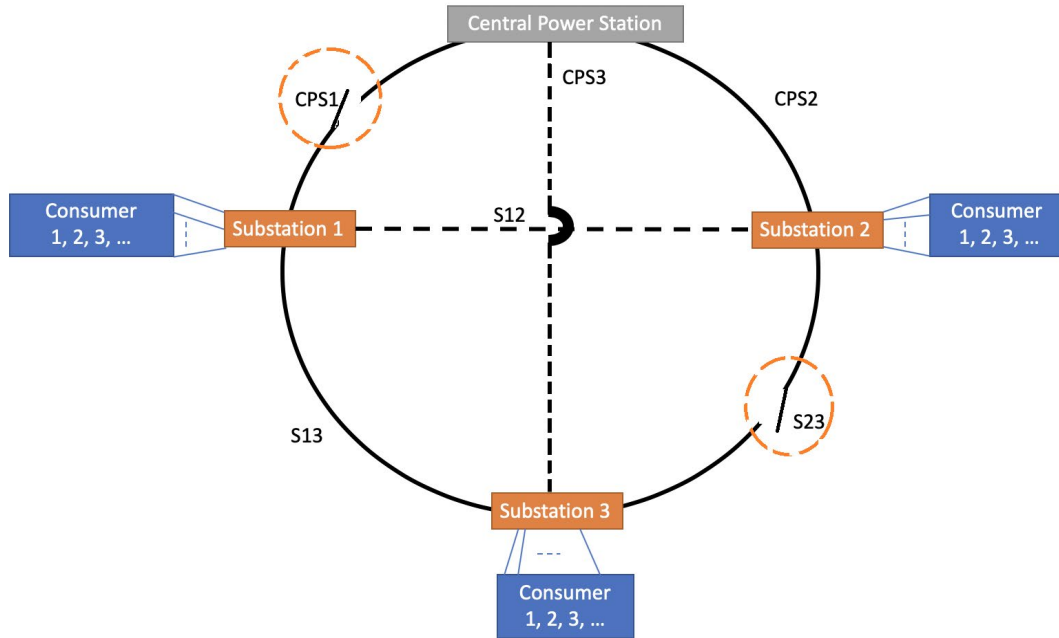 Central Power Station
CPS1
CPS3
CPS2
Consumer
1, 2, 3, ...
Substation 1
S12
Substation 2
Consumer
1, 2, 3, ...
S13
S23
Substation 3
Consumer
1, 2, 3, ...